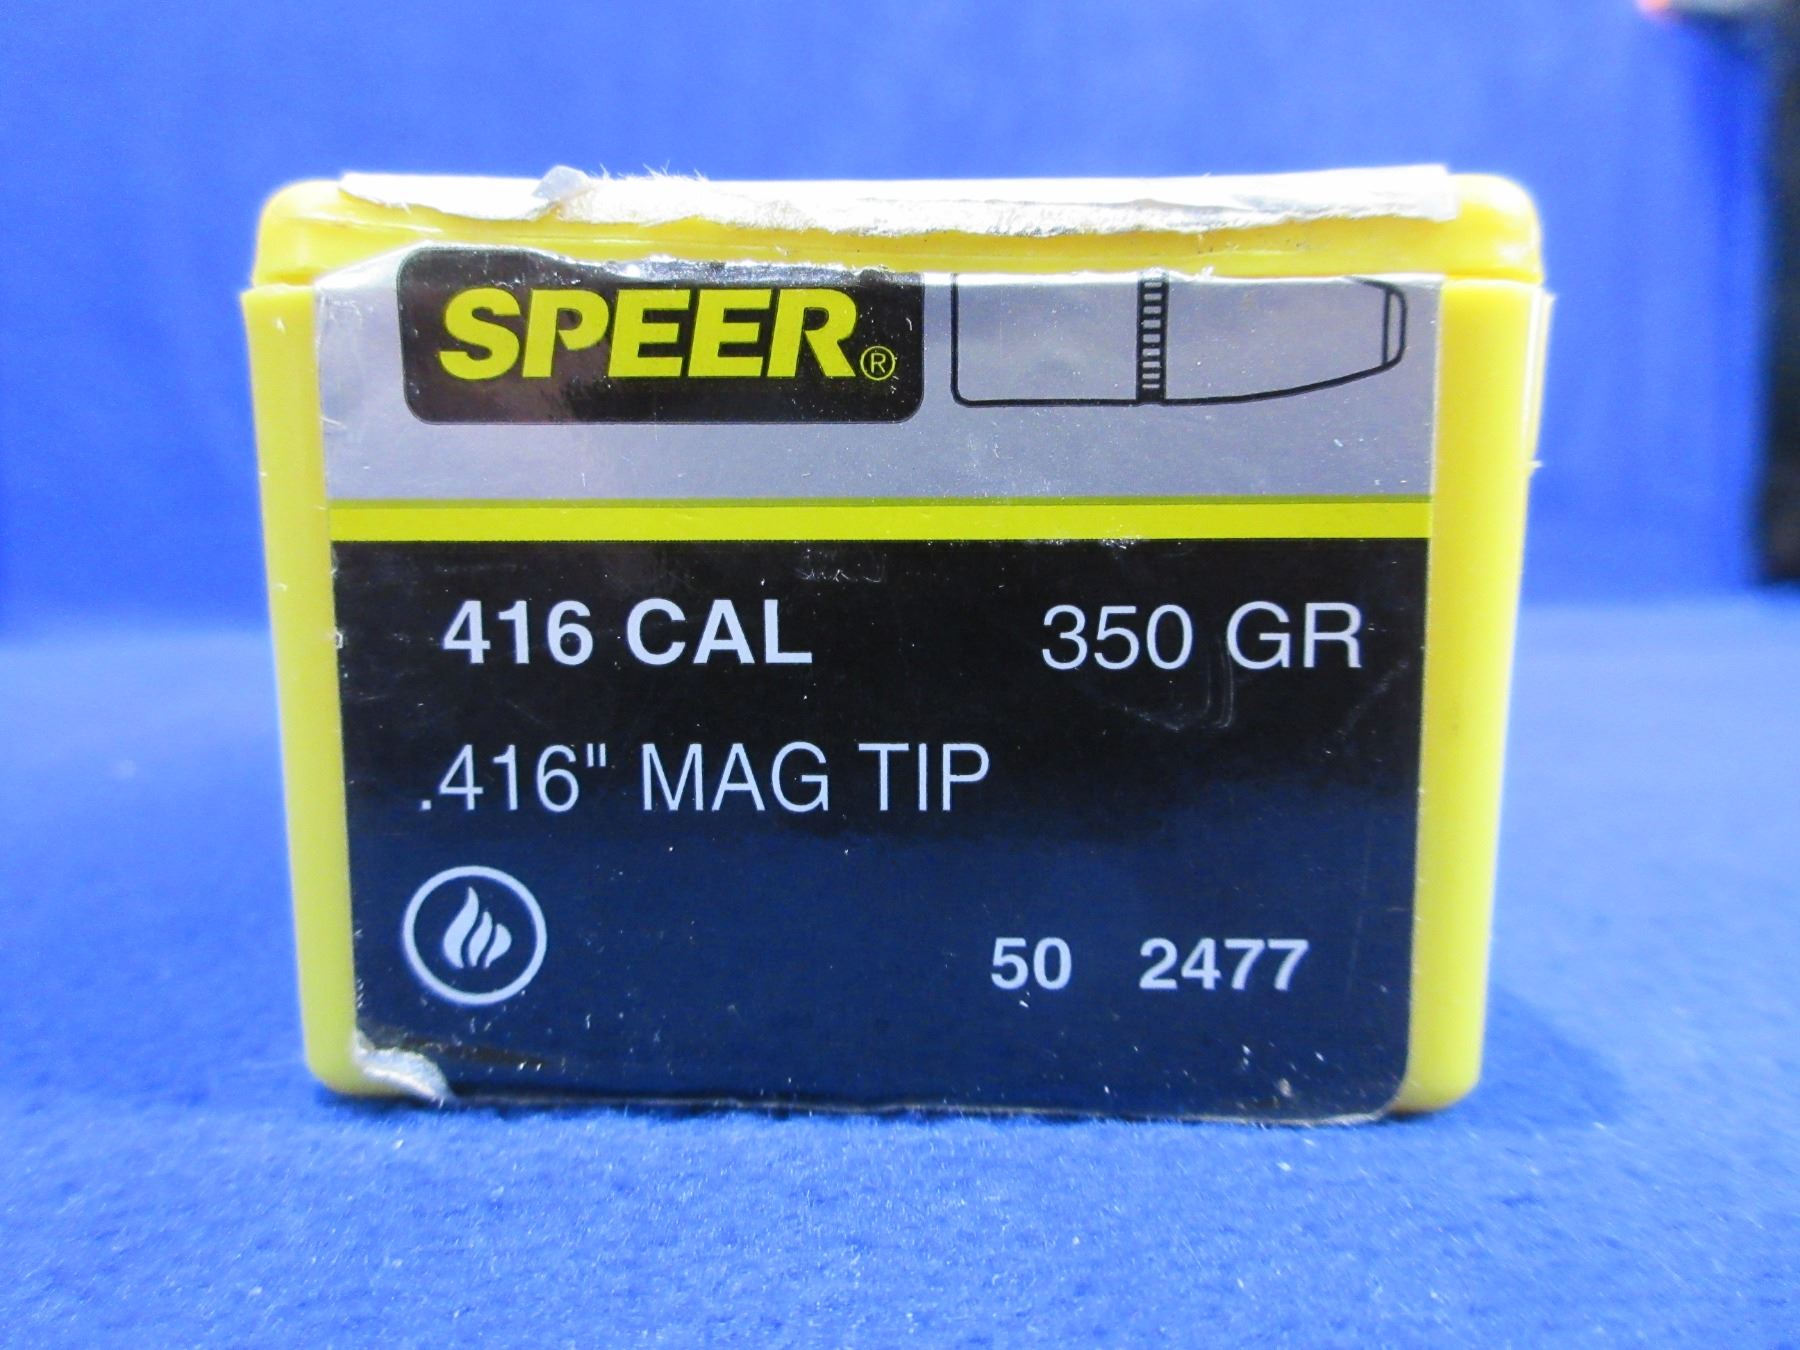 SPEER®
416 CAL 350 GR
.416" MAG TIP
50 2477